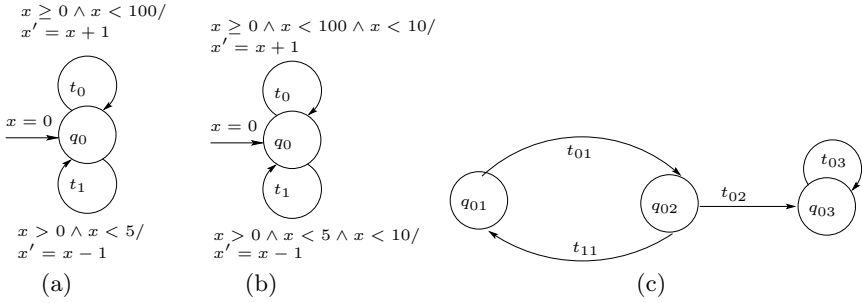 x ≥ 0 ∧ x < 100/
x′ = x + 1
t₀
x = 0
q₀
t₁
x > 0 ∧ x < 5/
x′ = x − 1
(a)
x ≥ 0 ∧ x < 100 ∧ x < 10/
x′ = x + 1
t₀
x = 0
q₀
t₁
x > 0 ∧ x < 5 ∧ x < 10/
x′ = x − 1
(b)
t₀₁
t₀₃
q₀₁
q₀₂
t₀₂
q₀₃
t₁₁
(c)